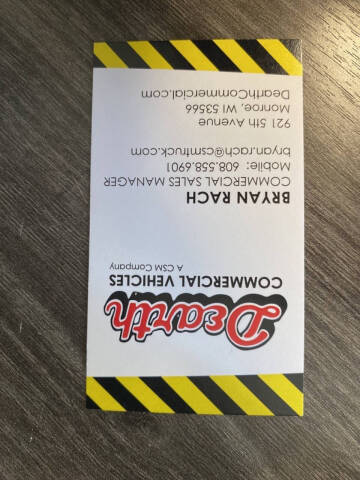 Dearth
COMMERCIAL VEHICLES
A CSM Company
BRYAN RACH
COMMERCIAL SALES MANAGER
Mobile: 608.558.6901
bryan.rach@csmtruck.com
921 5th Avenue
Monroe, WI 53566
DearthCommercial.com